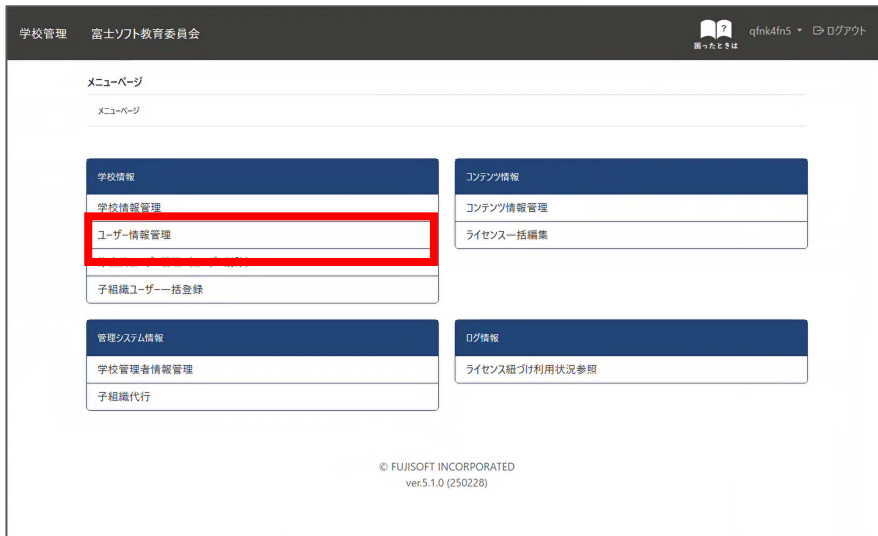 学校管理 富士ソフト教育委員会
困ったときは
qfnk4fn5 ログアウト
メニューページ
メニューページ
学校情報
学校情報管理
ユーザー情報管理
子組織ユーザー一括登録
コンテンツ情報
コンテンツ情報管理
ライセンス一括編集
管理システム情報
学校管理者情報管理
子組織代行
ログ情報
ライセンス紐づけ利用状況参照
© FUJISOFT INCORPORATED
ver.5.1.0 (250228)